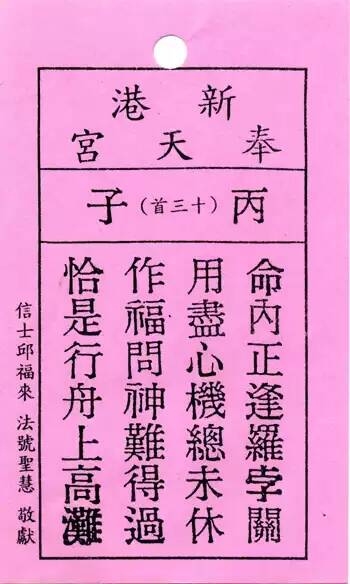 新港
奉天宮
丙（十三首）子
命內正逢羅孛關
用盡心機總未休
作福問神難得過
恰是行舟上高灘
信士邱福來 法號聖慧 敬獻